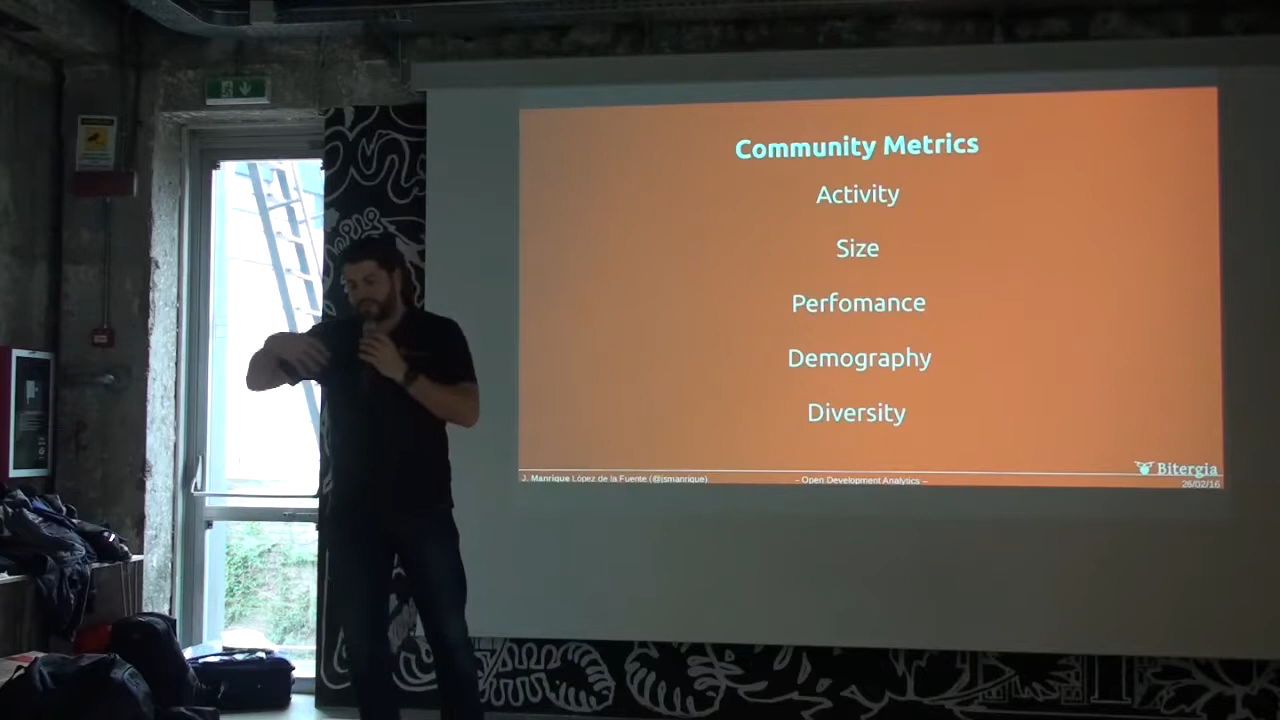 Community Metrics
Activity
Size
Perfomance
Demography
Diversity
Bitergia
J. Manrique López de la Fuente (@jsmanrique)
– Open Development Analytics –
26/02/16